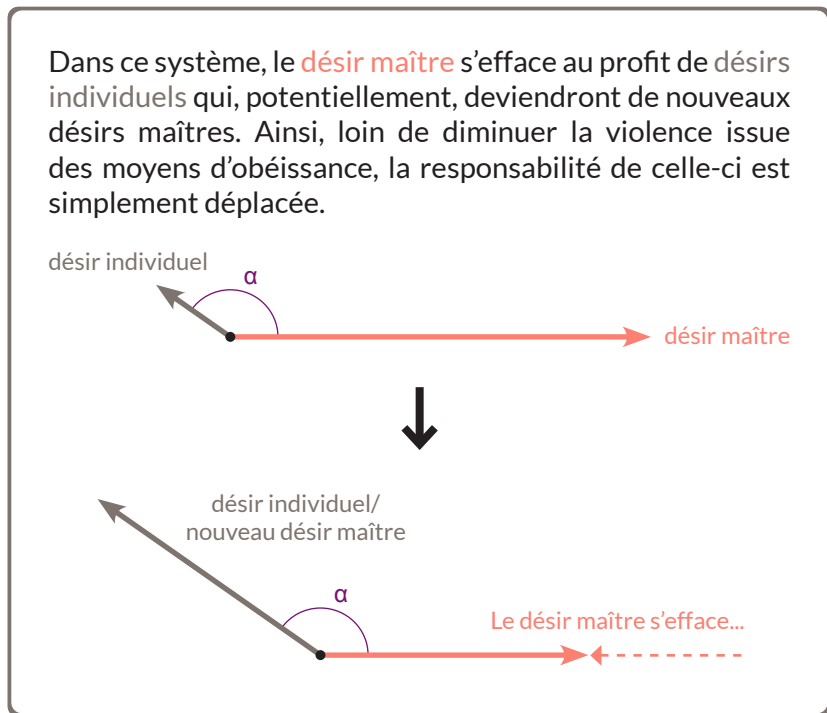 Dans ce système, le désir maître s’efface au profit de désirs
individuels qui, potentiellement, deviendront de nouveaux
désirs maîtres. Ainsi, loin de diminuer la violence issue
des moyens d’obéissance, la responsabilité de celle-ci est
simplement déplacée.
désir individuel
α
désir maître
désir individuel/
nouveau désir maître
α
Le désir maître s’efface...